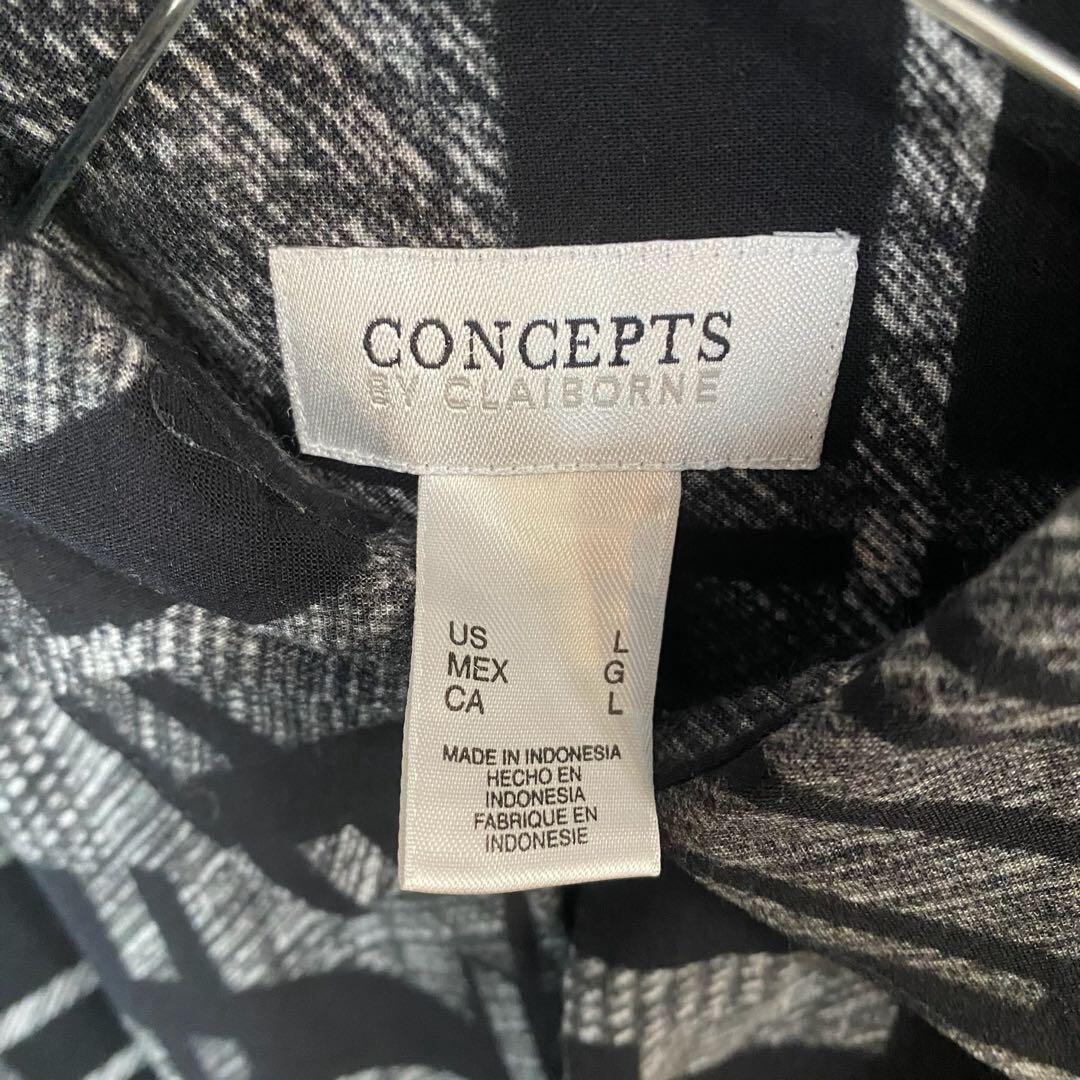 CONCEPTS
BY CLAIBORNE
US L
MEX G
CA L
MADE IN INDONESIA
HECHO EN
INDONESIA
FABRIQUE EN
INDONESIE